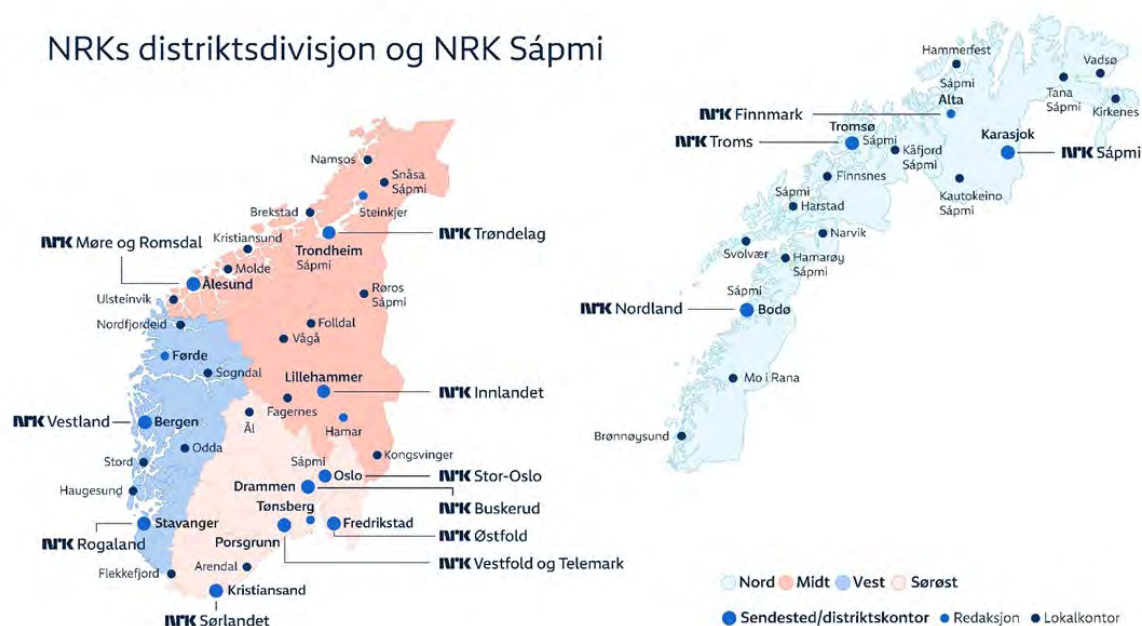 NRKs distriktsdivisjon og NRK Sápmi
Namsos
Snåsa
Sápmi
Steinkjer
Brekstad
NRK Trøndelag
Trondheim
Sápmi
Kristiansund
NRK Møre og Romsdal
Molde
Ålesund
Røros
Sápmi
Ulsteinvik
Nordfjordeid
Folldal
Vågå
Førde
Sogndal
Lillehammer
NRK Innlandet
Fagernes
Hamar
Ål
NRK Vestland
Bergen
Odda
Kongsvinger
Stord
Sápmi
Oslo
NRK Stor-Oslo
Haugesund
Drammen
NRK Buskerud
Tønsberg
Stavanger
Fredrikstad
NRK Østfold
NRK Rogaland
Porsgrunn
NRK Vestfold og Telemark
Flekkefjord
Arendal
Kristiansand
NRK Sørlandet
Hammerfest
Sápmi
Alta
Vadsø
Tana
Sápmi
Kirkenes
NRK Finnmark
NRK Troms
Tromsø
Sápmi
Kåfjord
Sápmi
Karasjok
NRK Sápmi
Finnsnes
Kautokeino
Sápmi
Sápmi
Harstad
Narvik
Svolvær
Hamarøy
Sápmi
Sápmi
NRK Nordland
Bodø
Mo i Rana
Brønnøysund
Nord Midt Vest Sørøst
Sendested/distriktskontor Redaksjon Lokalkontor